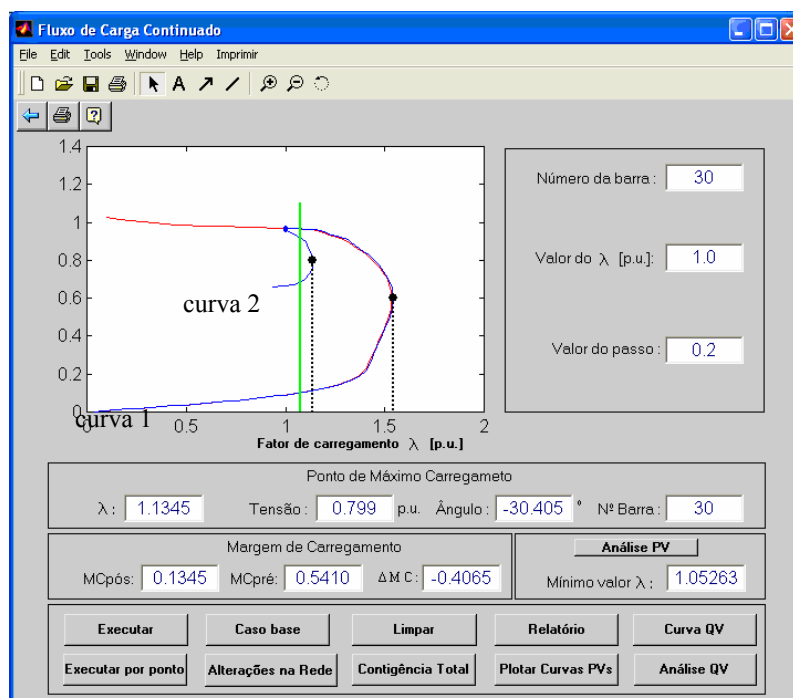 Fluxo de Carga Continuado
File Edit Tools Window Help Imprimir
A
1.4
1.2
1
0.8
0.6
0.4
0.2
0
0.5
1
1.5
2
curva 2
curva 1
Fator de carregamento λ [p.u.]
Número da barra : 30
Valor do λ [p.u.]: 1.0
Valor do passo : 0.2
Ponto de Máximo Carregameto
λ : 1.1345 Tensão : 0.799 p.u. Ângulo : -30.405 ° Nº Barra : 30
Margem de Carregamento
MCpós: 0.1345 MCpré: 0.5410 Δ M C : -0.4065
Análise PV
Mínimo valor λ : 1.05263
Executar Caso base Limpar Relatório Curva QV
Executar por ponto Alterações na Rede Contigência Total Plotar Curvas PVs Análise QV